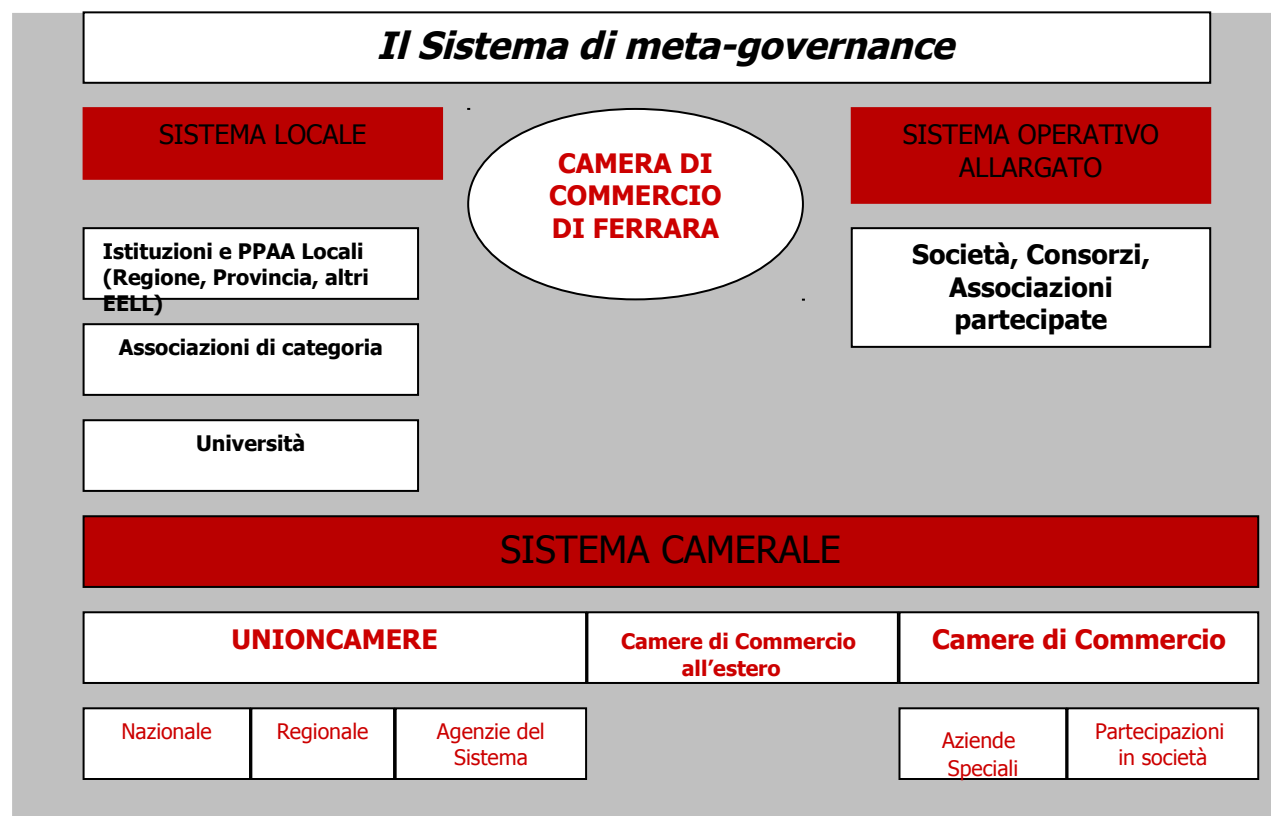 Il Sistema di meta-governance
SISTEMA LOCALE
CAMERA DI
COMMERCIO
DI FERRARA
SISTEMA OPERATIVO
ALLARGATO
Istituzioni e PPAA Locali
(Regione, Provincia, altri
EELL)
Società, Consorzi,
Associazioni
partecipate
Associazioni di categoria
Università
SISTEMA CAMERALE
UNIONCAMERE
Camere di Commercio
all’estero
Camere di Commercio
Nazionale
Regionale
Agenzie del
Sistema
Aziende
Speciali
Partecipazioni
in società